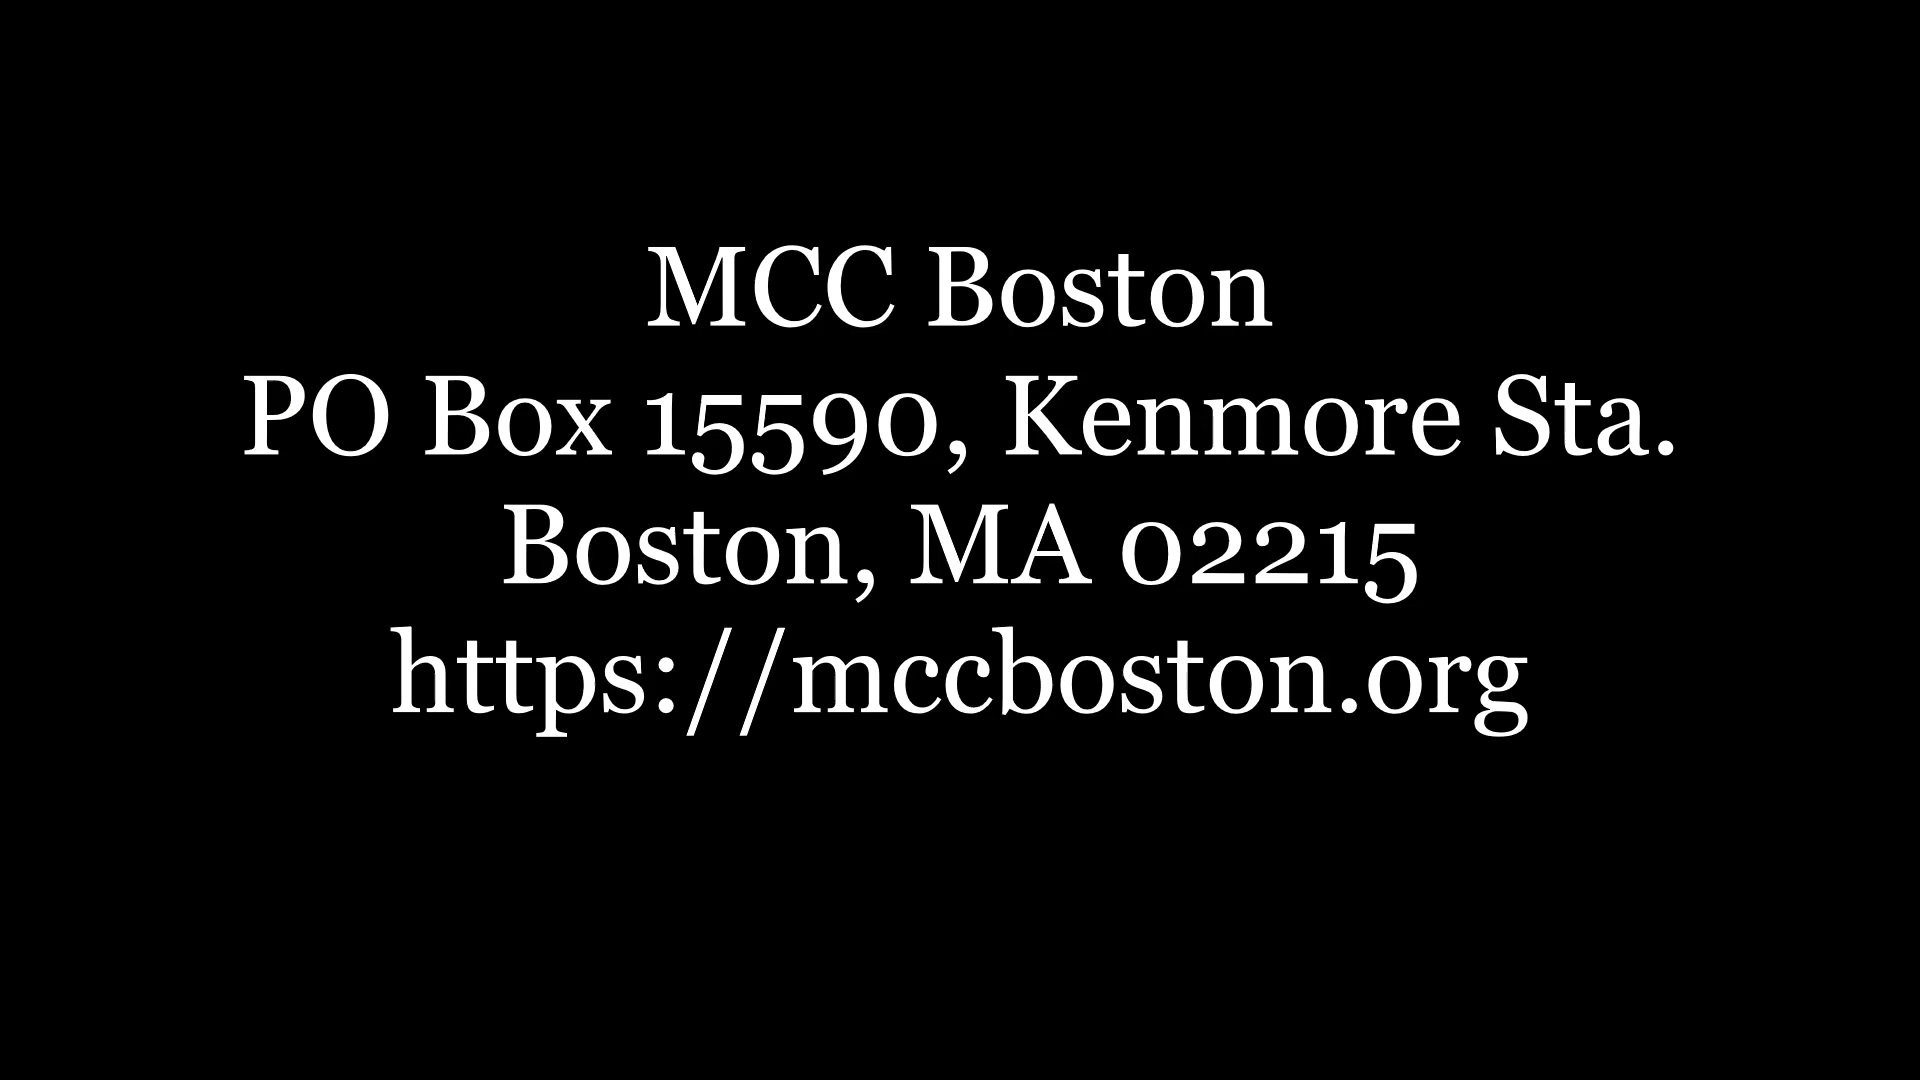 MCC Boston
PO Box 15590, Kenmore Sta.
Boston, MA 02215
https://mccboston.org